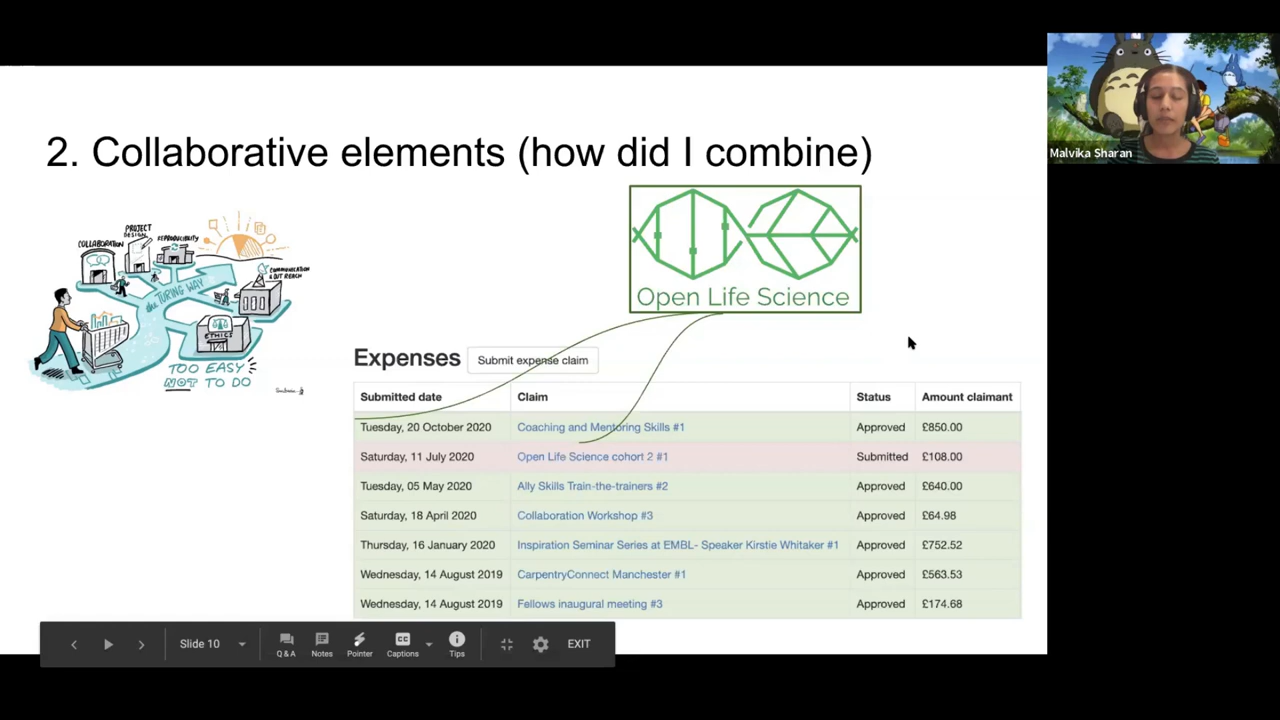 2. Collaborative elements (how did I combine)
Malvika Sharan
COLLABORATION
PROJECT
DESIGN
REPRODUCIBILITY
COMMUNICATION
& OUT REACH
the TURING WAY
ETHICS
TOO EASY
NOT TO DO
Open Life Science
Expenses Submit expense claim
Submitted date Claim Status Amount claimant
Tuesday, 20 October 2020 Coaching and Mentoring Skills #1 Approved £850.00
Saturday, 11 July 2020 Open Life Science cohort 2 #1 Submitted £108.00
Tuesday, 05 May 2020 Ally Skills Train-the-trainers #2 Approved £640.00
Saturday, 18 April 2020 Collaboration Workshop #3 Approved £64.98
Thursday, 16 January 2020 Inspiration Seminar Series at EMBL- Speaker Kirstie Whitaker #1 Approved £752.52
Wednesday, 14 August 2019 CarpentryConnect Manchester #1 Approved £563.53
Wednesday, 14 August 2019 Fellows inaugural meeting #3 Approved £174.68
Slide 10 Q & A Notes Pointer CC Captions Tips EXIT